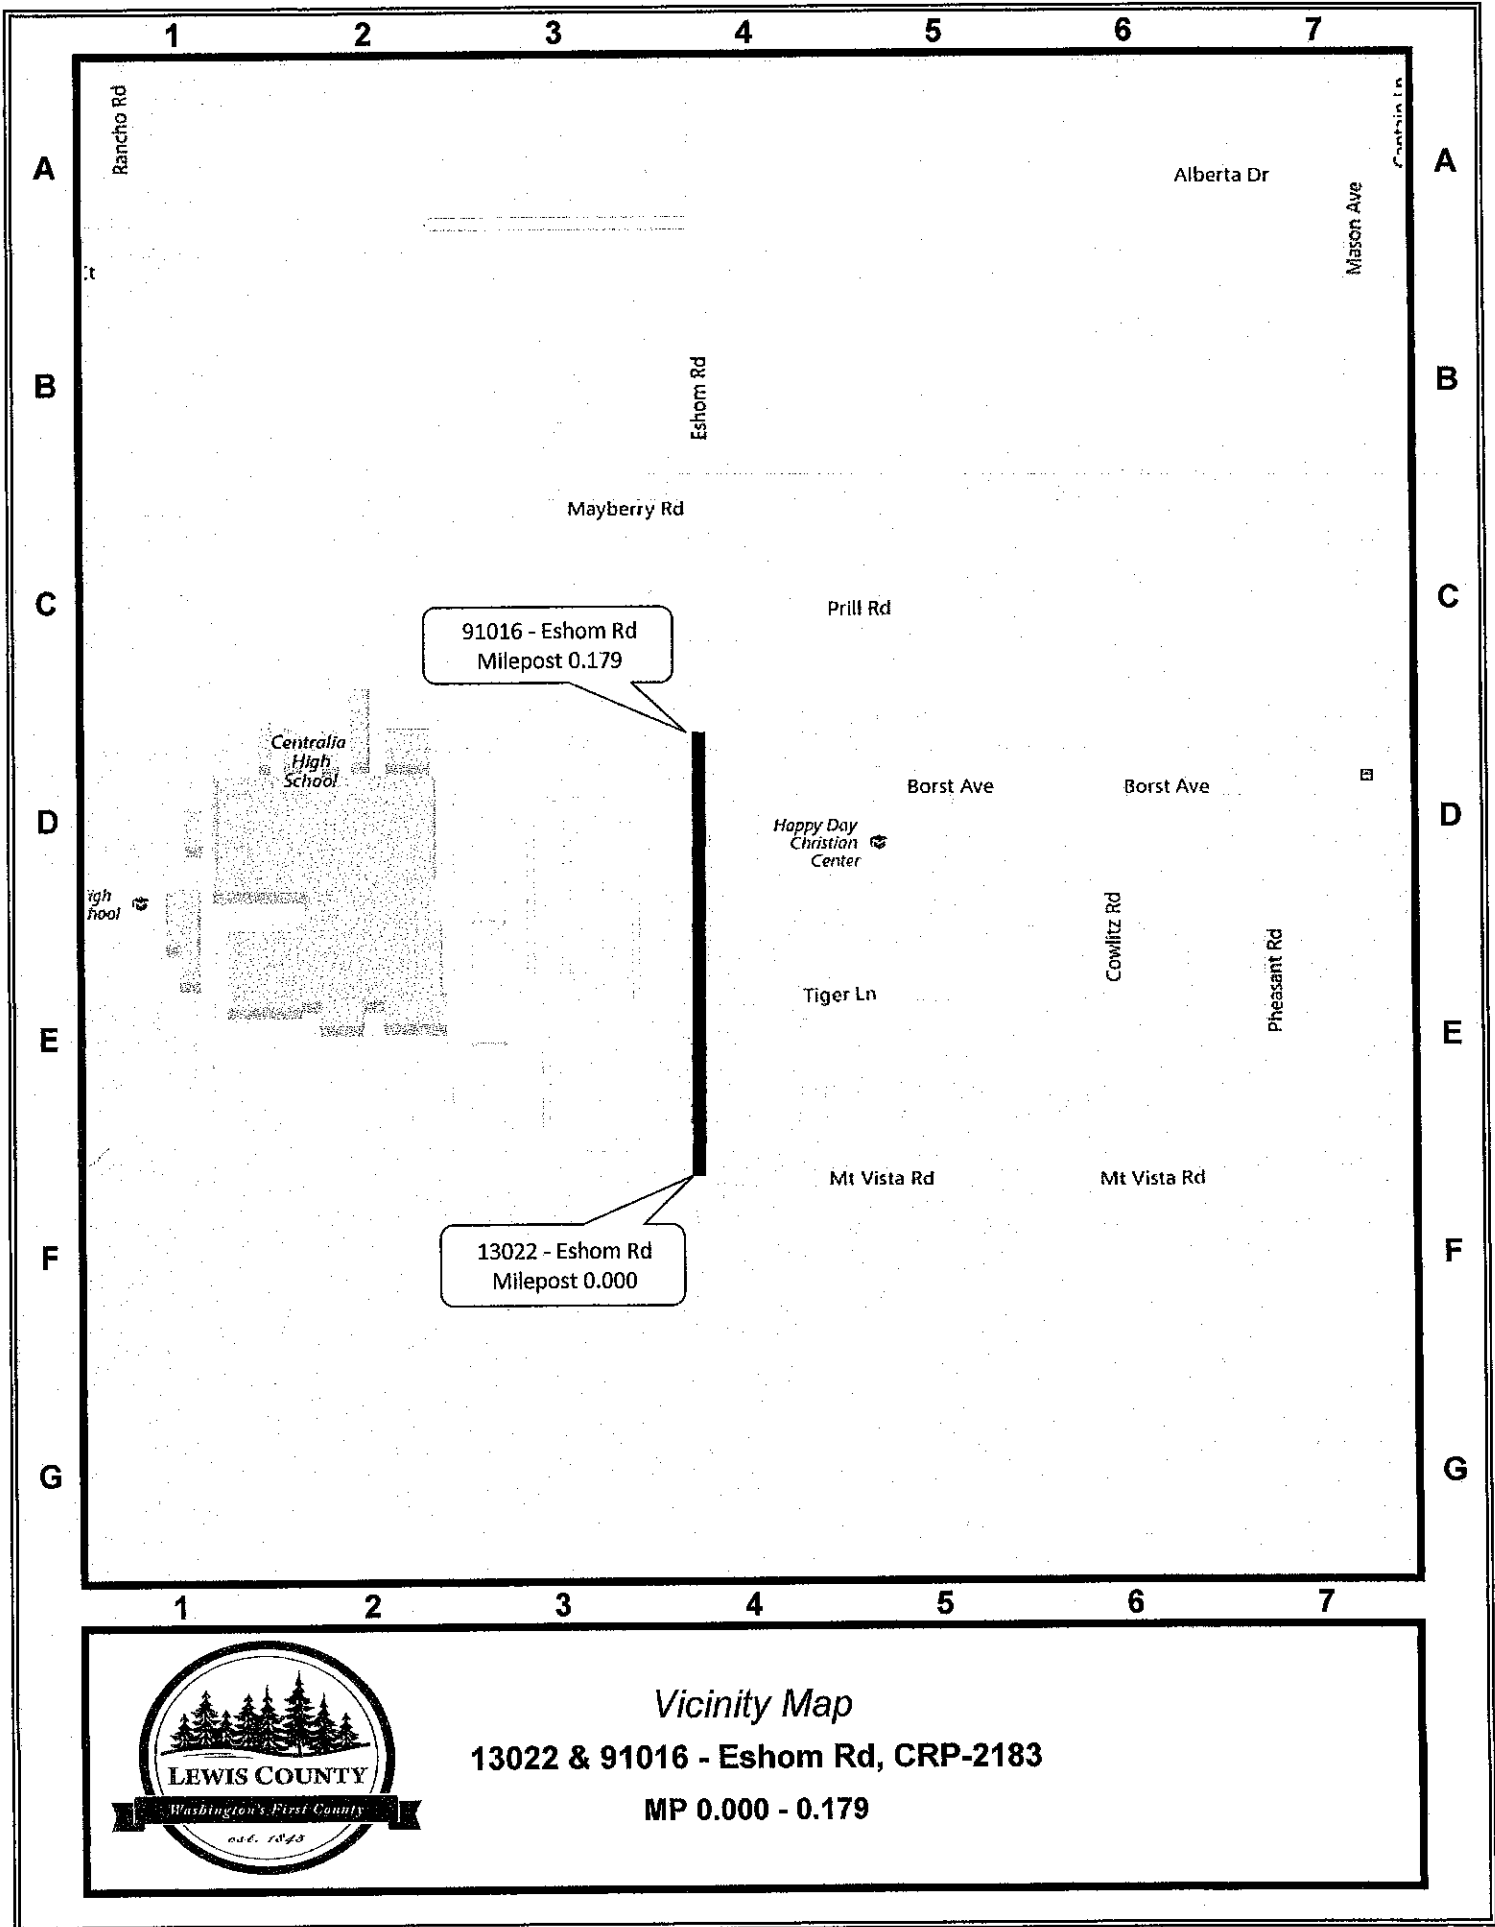 1 2 3 4 5 6 7
Rancho Rd
A
Alberta Dr
A
Mason Ave
B
Eshom Rd
B
Mayberry Rd
C
Prill Rd
C
91016 - Eshom Rd
Milepost 0.179
Centralia
High
School
Borst Ave
Borst Ave
D
Happy Day
Christian
Center
D
igh
hool
Cowlitz Rd
Pheasant Rd
Tiger Ln
E
E
Mt Vista Rd
Mt Vista Rd
13022 - Eshom Rd
Milepost 0.000
F
F
G
G
1 2 3 4 5 6 7
LEWIS COUNTY
Washington's First County
est. 1845
Vicinity Map
13022 & 91016 - Eshom Rd, CRP-2183
MP 0.000 - 0.179